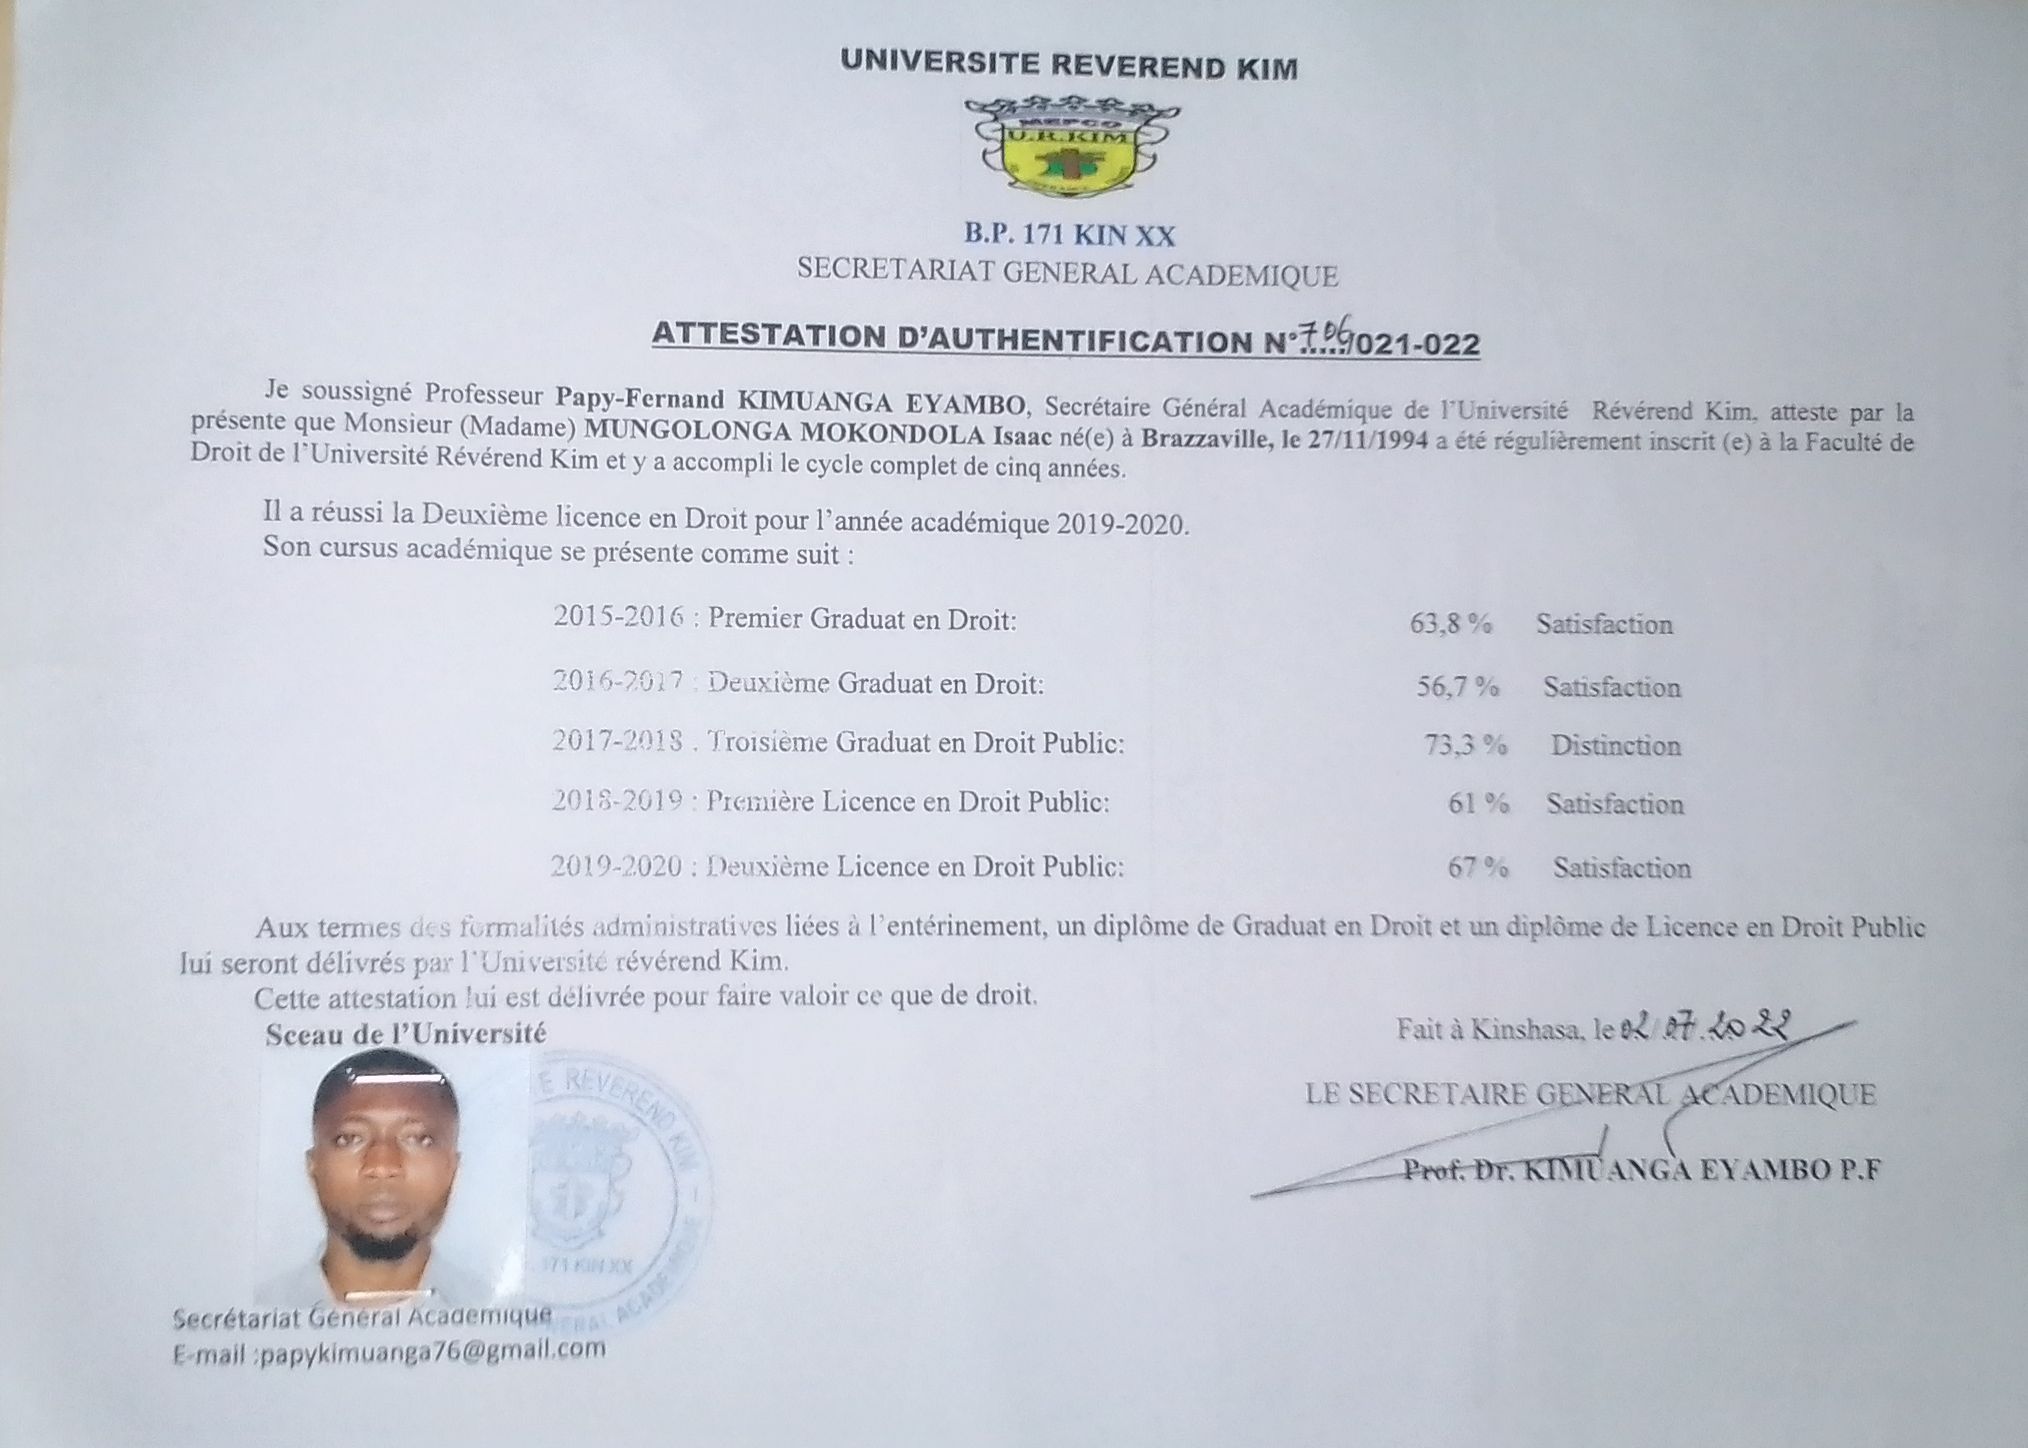 UNIVERSITE REVEREND KIM
MEPCO
U.R.KIM
B.P. 171 KIN XX
SECRETARIAT GENERAL ACADEMIQUE
ATTESTATION D'AUTHENTIFICATION N°706/021-022
Je soussigné Professeur Papy-Fernand KIMUANGA EYAMBO, Secrétaire Général Académique de l'Université Révérend Kim, atteste par la
présente que Monsieur (Madame) MUNGOLONGA MOKONDOLA Isaac né(e) à Brazzaville, le 27/11/1994 a été régulièrement inscrit (e) à la Faculté de
Droit de l'Université Révérend Kim et y a accompli le cycle complet de cinq années.
Il a réussi la Deuxième licence en Droit pour l'année académique 2019-2020.
Son cursus académique se présente comme suit :
2015-2016 : Premier Graduat en Droit: 63,8 % Satisfaction
2016-2017 : Deuxième Graduat en Droit: 56,7 % Satisfaction
2017-2018 : Troisième Graduat en Droit Public: 73,3 % Distinction
2018-2019 : Première Licence en Droit Public: 61 % Satisfaction
2019-2020 : Deuxième Licence en Droit Public: 67 % Satisfaction
Aux termes des formalités administratives liées à l'entérinement, un diplôme de Graduat en Droit et un diplôme de Licence en Droit Public
lui seront délivrés par l'Université révérend Kim.
Cette attestation lui est délivrée pour faire valoir ce que de droit.
Sceau de l'Université
Fait à Kinshasa, le 02/07.2022
LE SECRETAIRE GENERAL ACADEMIQUE
Prof. Dr. KIMUANGA EYAMBO P.F
E REVEREND KIM
171 KIN XX
ACADEMIQUE
Secrétariat Général Academique
E-mail :papykimuanga76@gmail.com